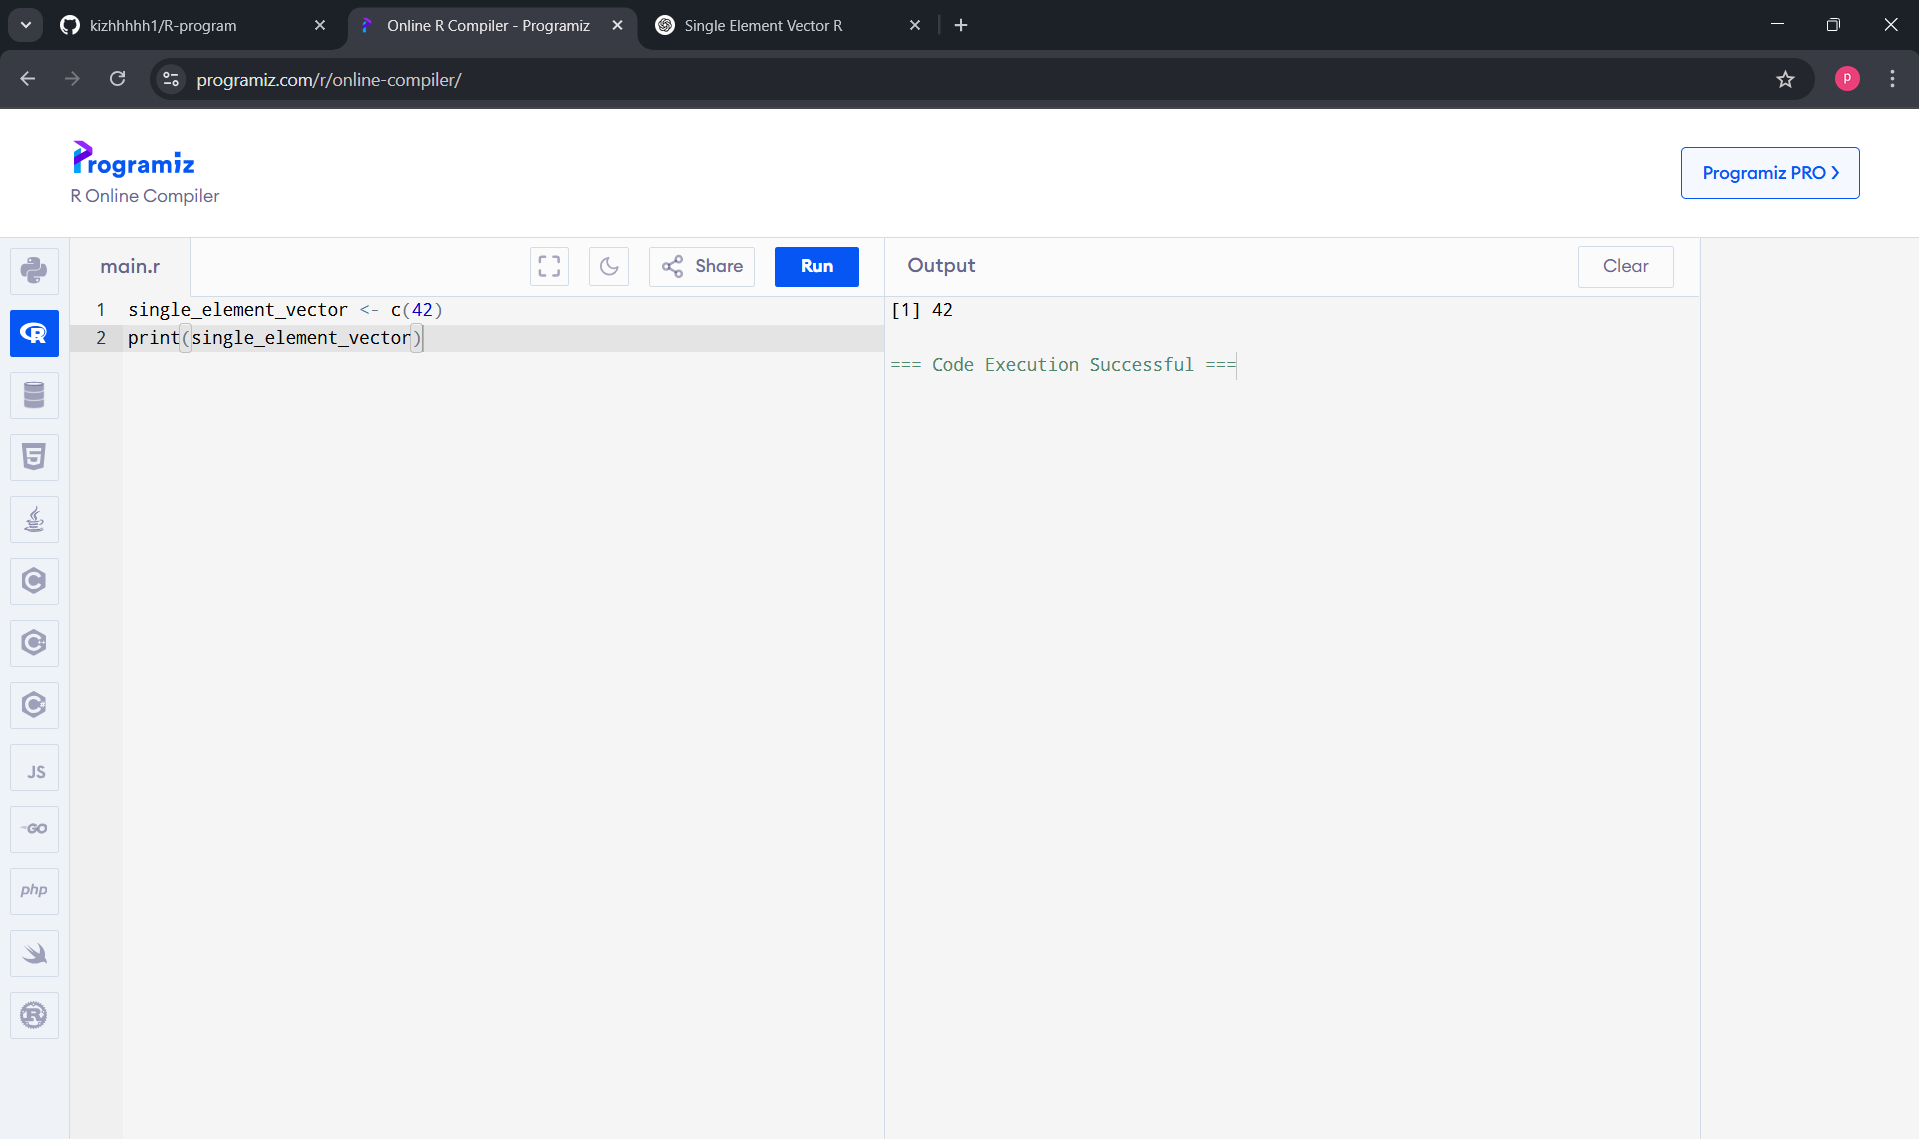 kizhhhhh1/R-program
Online R Compiler - Programiz
Single Element Vector R
programiz.com/r/online-compiler/
P
Programiz
R Online Compiler
Programiz PRO
main.r
Share
Run
Output
Clear
1 single_element_vector <- c(42)
2 print(single_element_vector)
[1] 42
=== Code Execution Successful ===
R
5
C
C
C
JS
GO
php
R